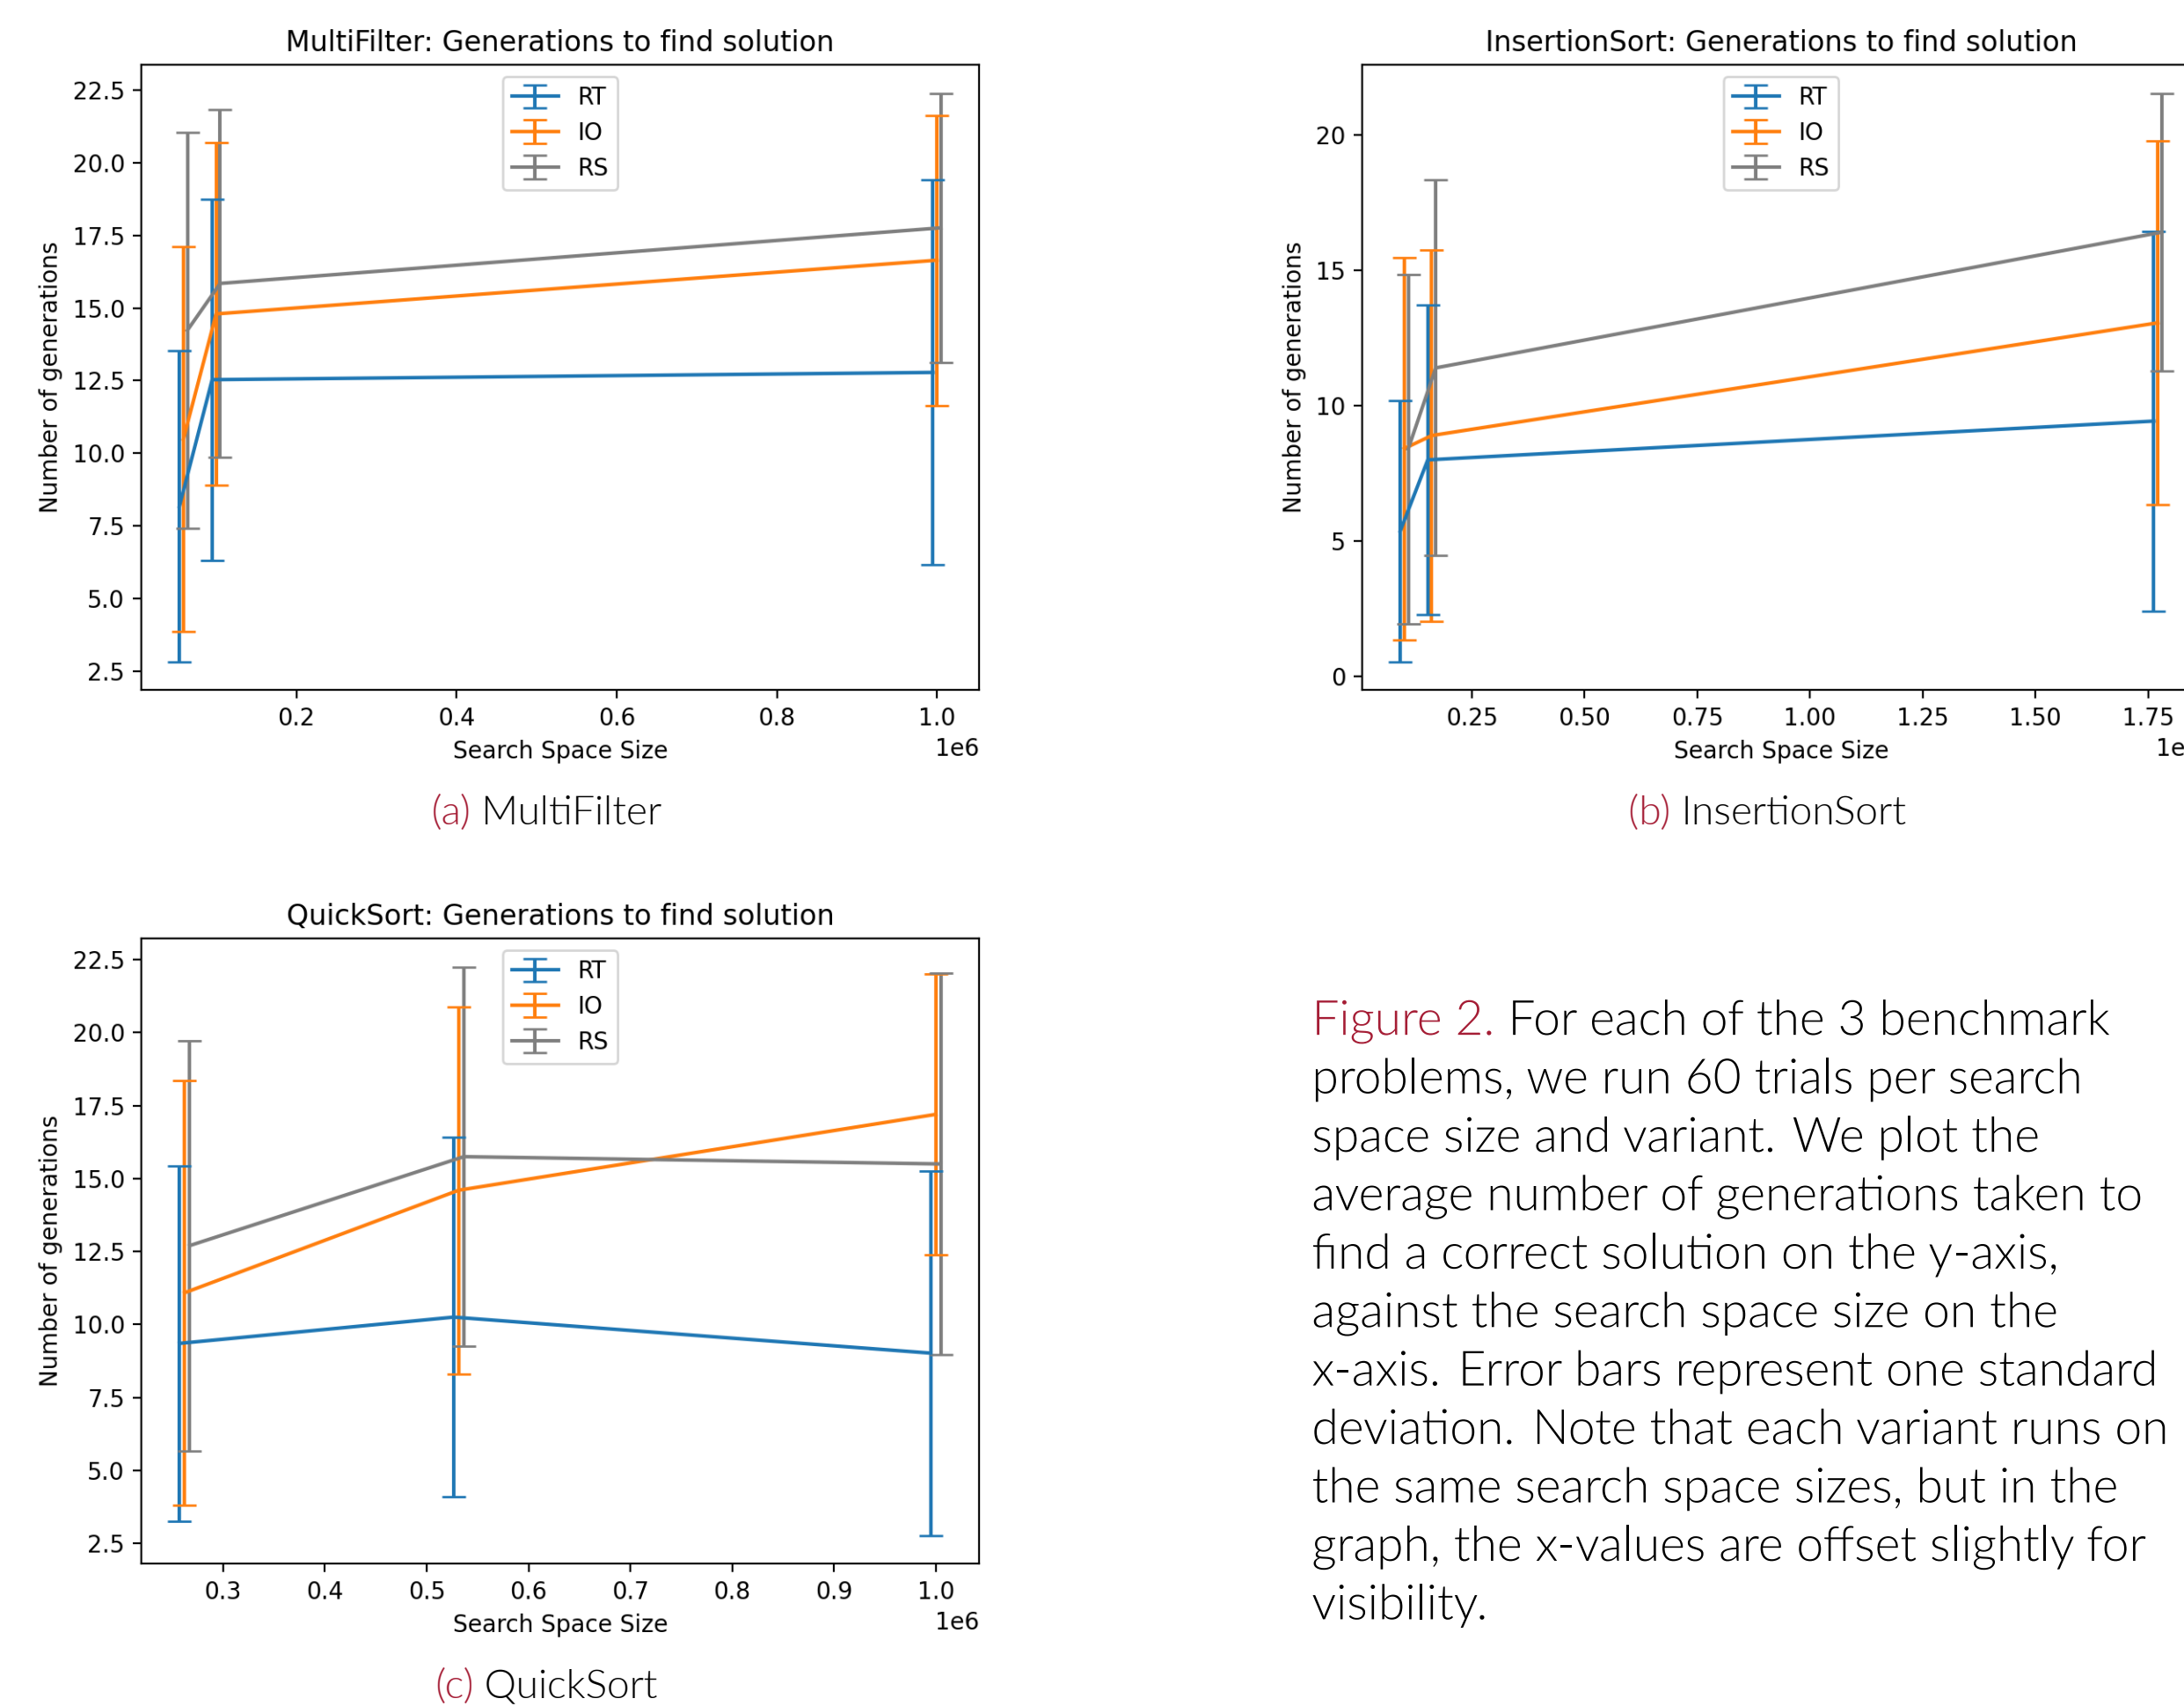 MultiFilter: Generations to find solution
22.5
20.0
17.5
15.0
12.5
10.0
7.5
5.0
2.5
Number of generations
RT
IO
RS
0.2 0.4 0.6 0.8 1.0
1e6
Search Space Size
(a) MultiFilter
InsertionSort: Generations to find solution
20
15
10
5
0
Number of generations
RT
IO
RS
0.25 0.50 0.75 1.00 1.25 1.50 1.75
1e
Search Space Size
(b) InsertionSort
QuickSort: Generations to find solution
22.5
20.0
17.5
15.0
12.5
10.0
7.5
5.0
2.5
Number of generations
RT
IO
RS
0.3 0.4 0.5 0.6 0.7 0.8 0.9 1.0
1e6
Search Space Size
(c) QuickSort
Figure 2. For each of the 3 benchmark
problems, we run 60 trials per search
space size and variant. We plot the
average number of generations taken to
find a correct solution on the y-axis,
against the search space size on the
x-axis. Error bars represent one standard
deviation. Note that each variant runs on
the same search space sizes, but in the
graph, the x-values are offset slightly for
visibility.